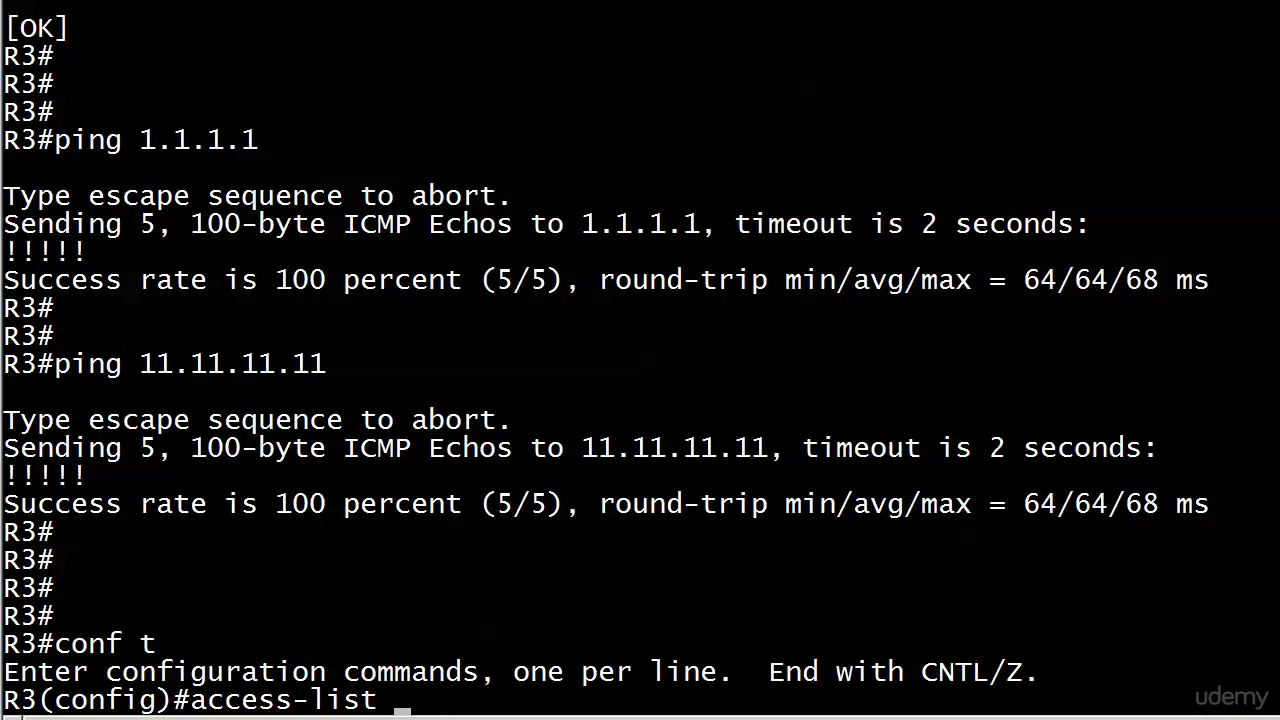 [OK]
R3#
R3#
R3#
R3#ping 1.1.1.1
Type escape sequence to abort.
Sending 5, 100-byte ICMP Echos to 1.1.1.1, timeout is 2 seconds:
!!!!!
Success rate is 100 percent (5/5), round-trip min/avg/max = 64/64/68 ms
R3#
R3#
R3#ping 11.11.11.11
Type escape sequence to abort.
Sending 5, 100-byte ICMP Echos to 11.11.11.11, timeout is 2 seconds:
!!!!!
Success rate is 100 percent (5/5), round-trip min/avg/max = 64/64/68 ms
R3#
R3#
R3#
R3#
R3#conf t
Enter configuration commands, one per line.  End with CNTL/Z.
R3(config)#access-list
udemy